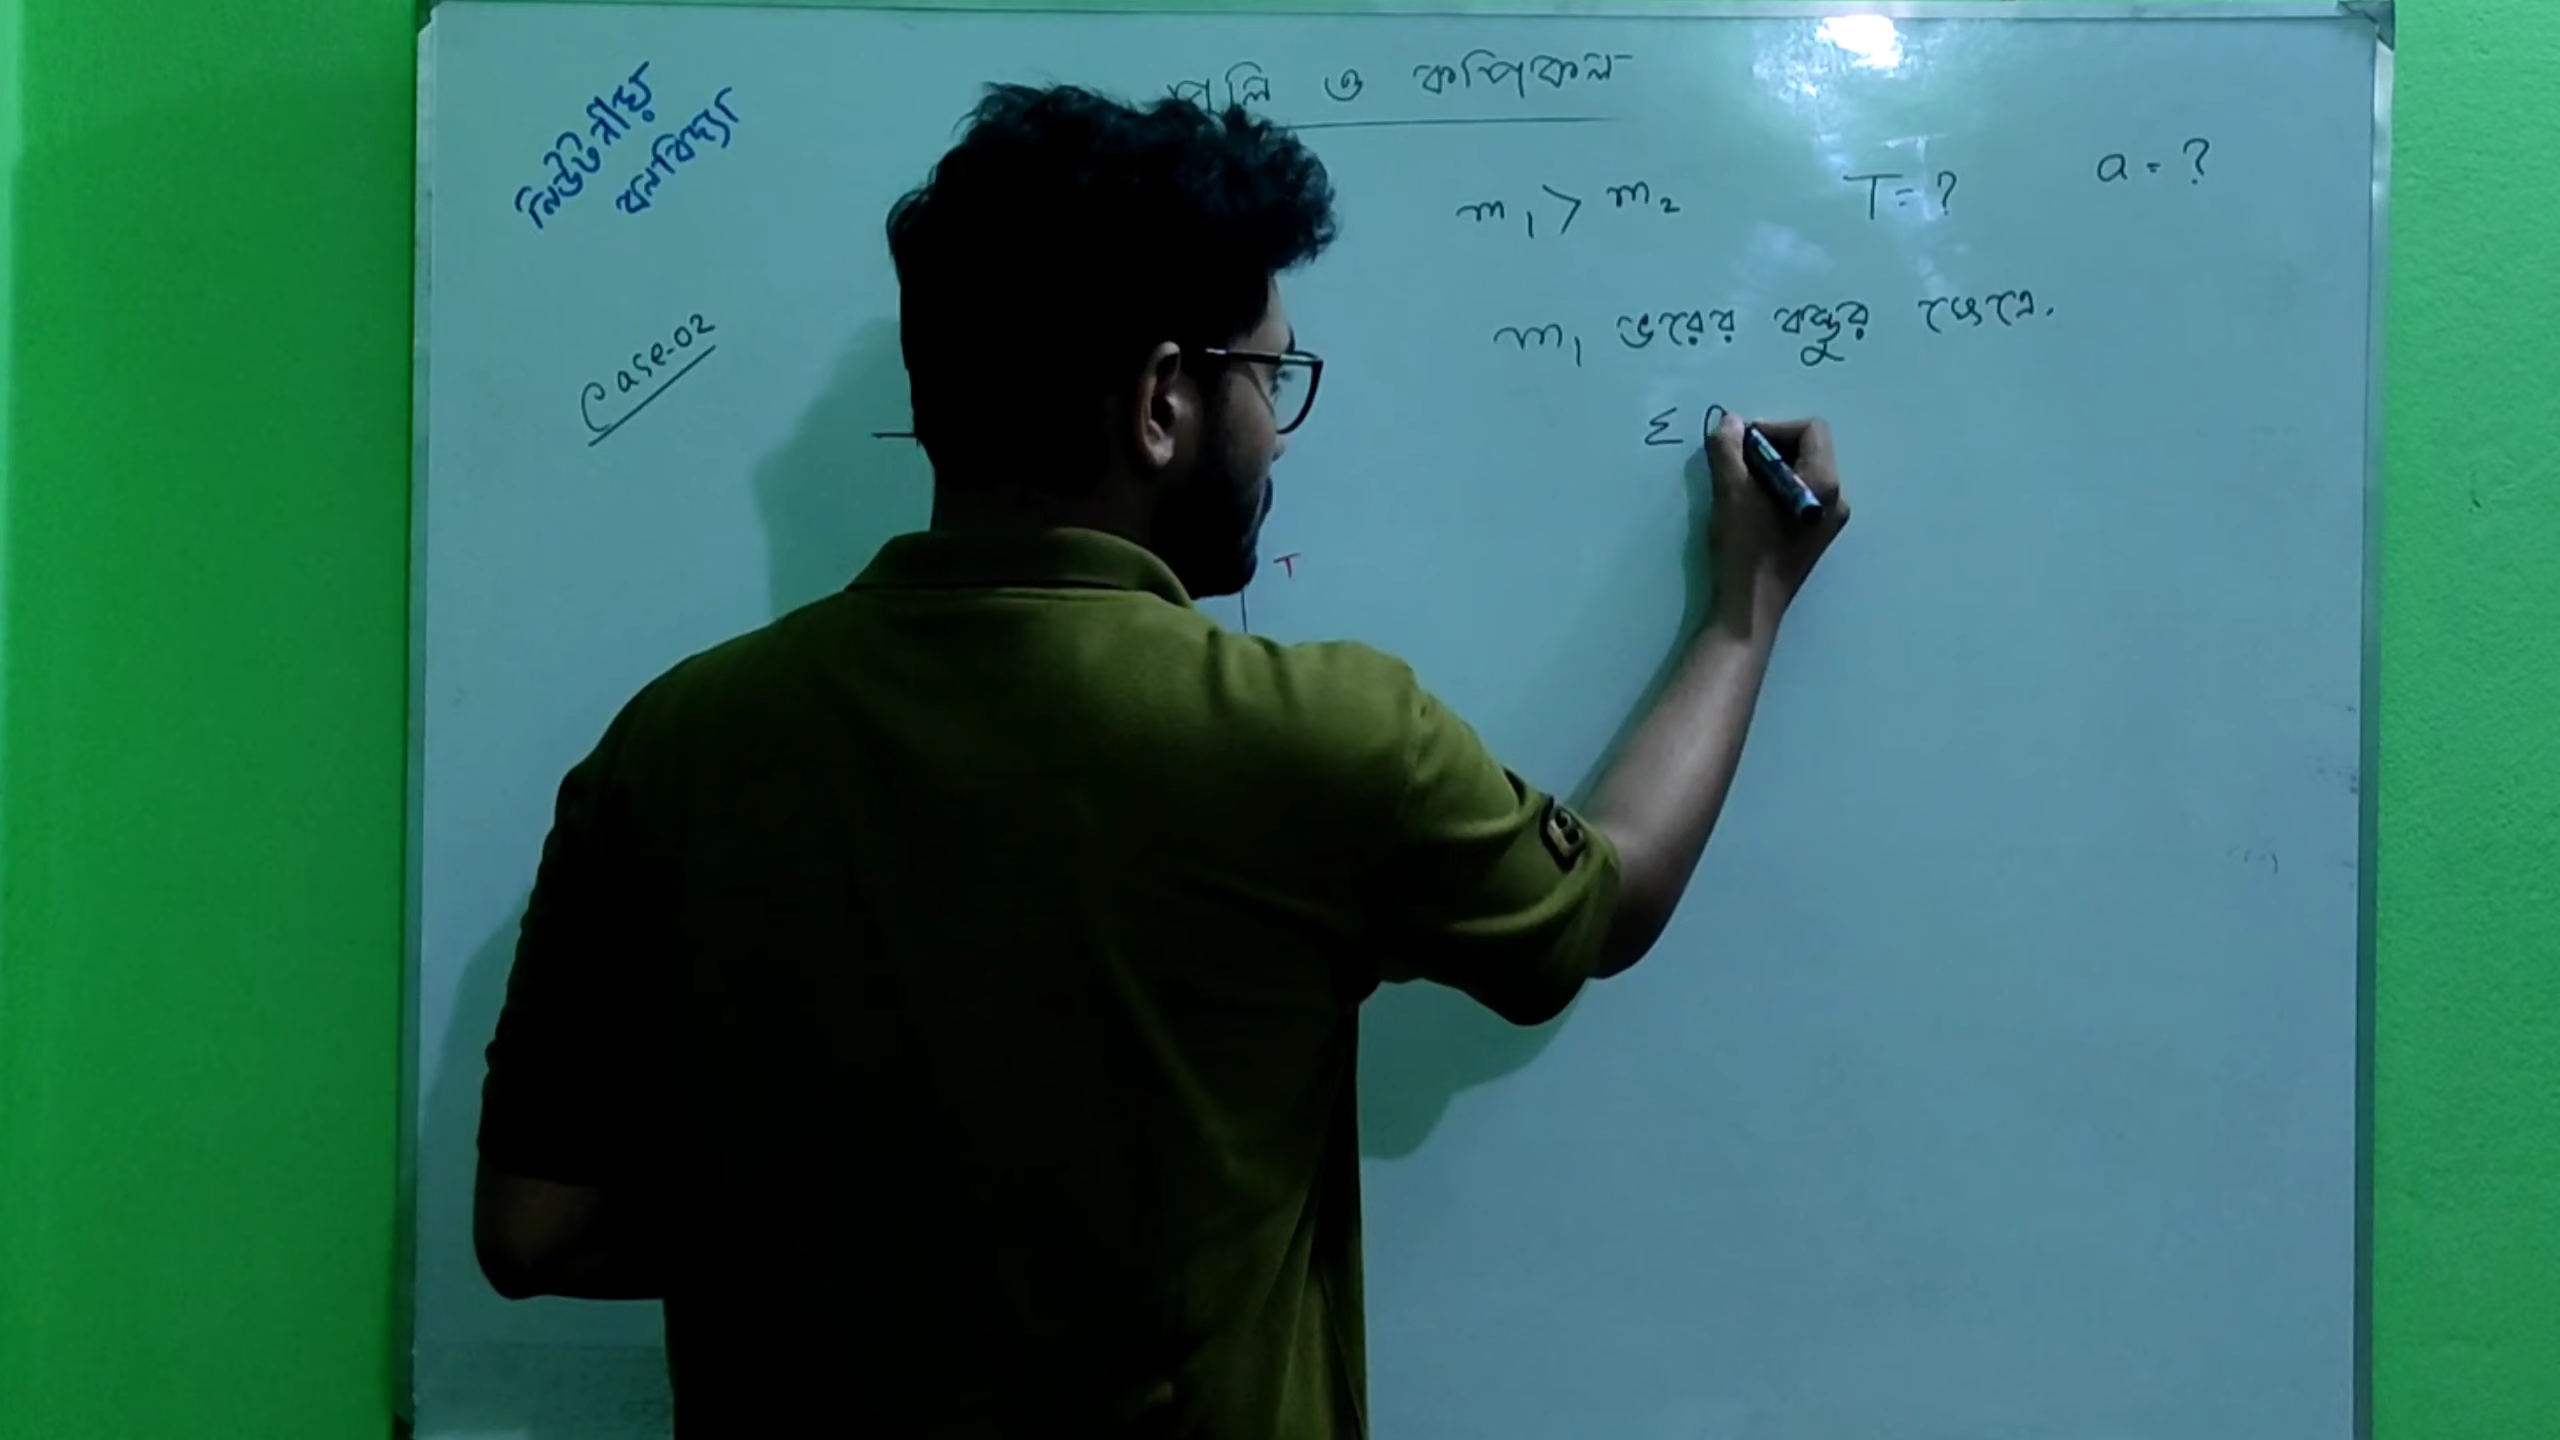 পুলি ও কপিকল
নিউটনীয়
বলবিদ্যা
m₁ > m₂ T = ? a = ?
Case-02
m₁ ভরের বস্তুর ক্ষেত্রে,
Σ
T